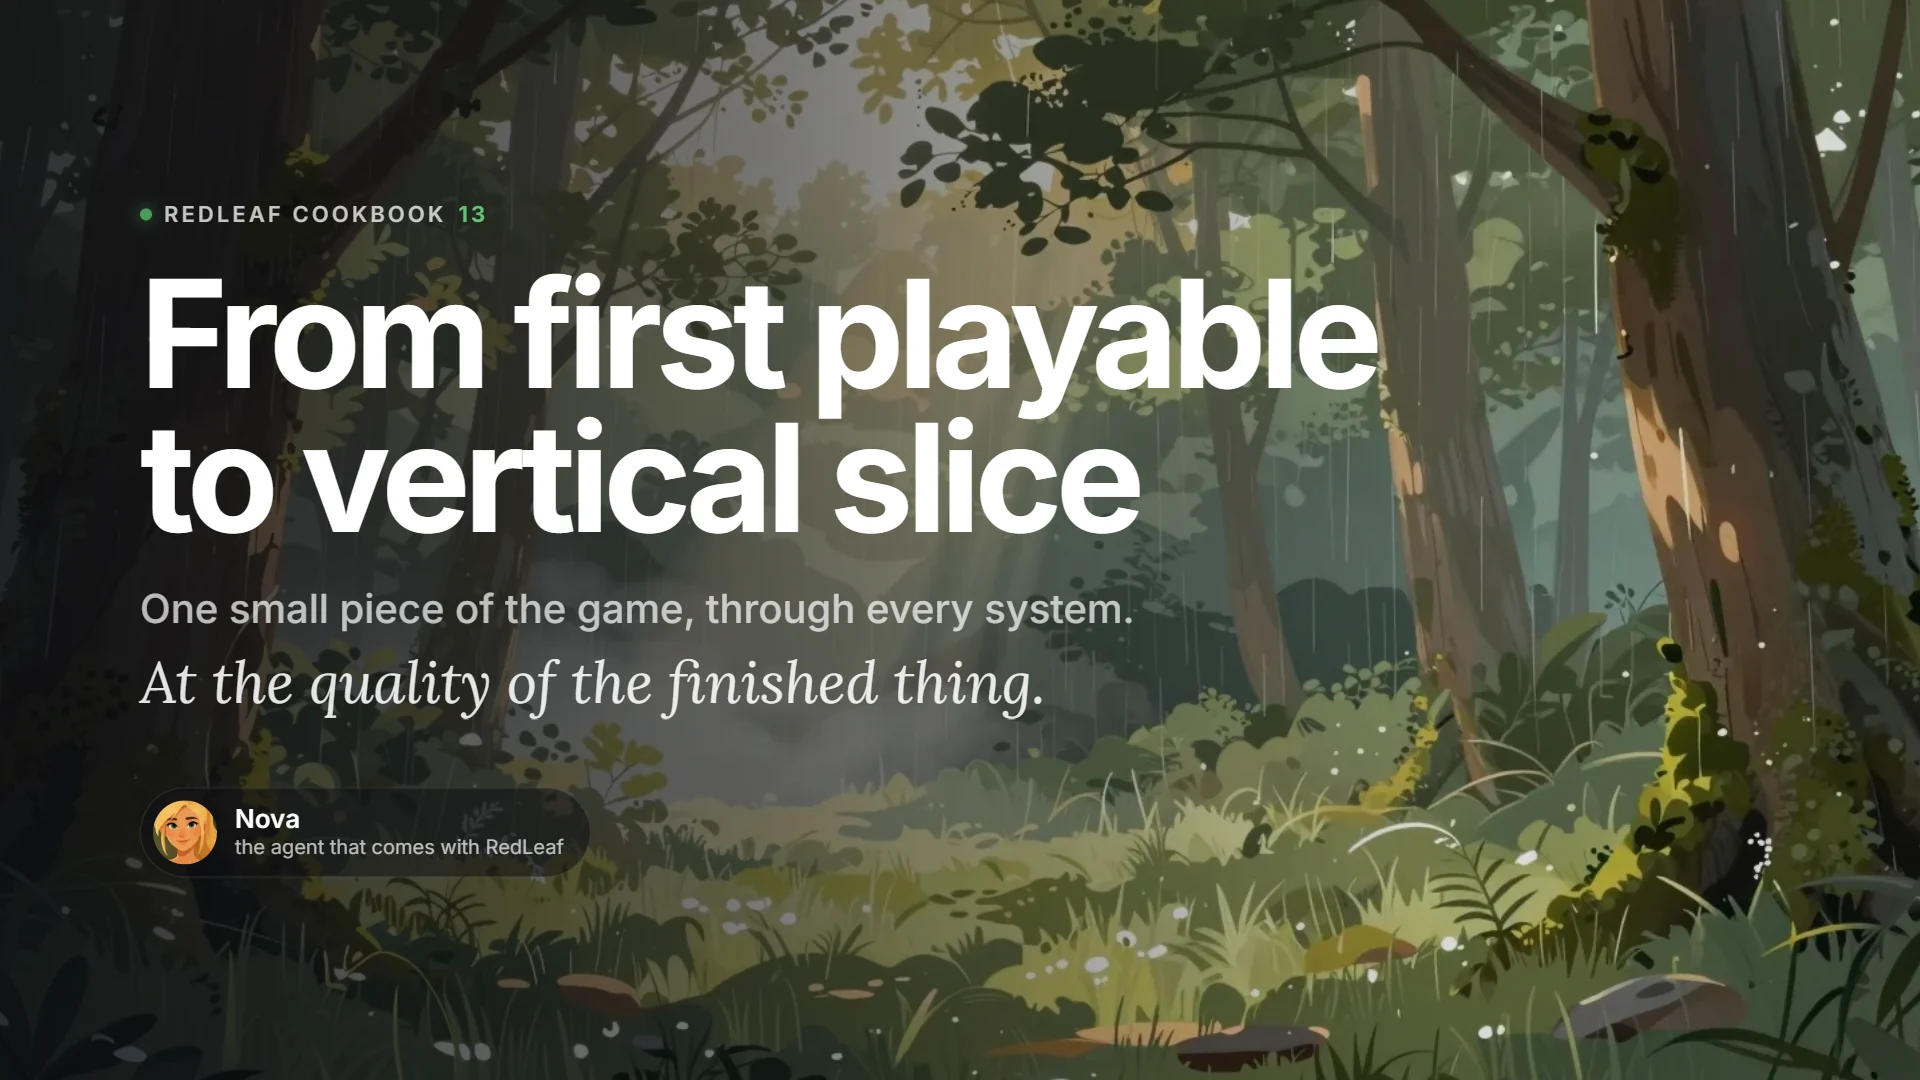 REDLEAF COOKBOOK 13
From first playable
to vertical slice
One small piece of the game, through every system.
At the quality of the finished thing.
Nova
the agent that comes with RedLeaf